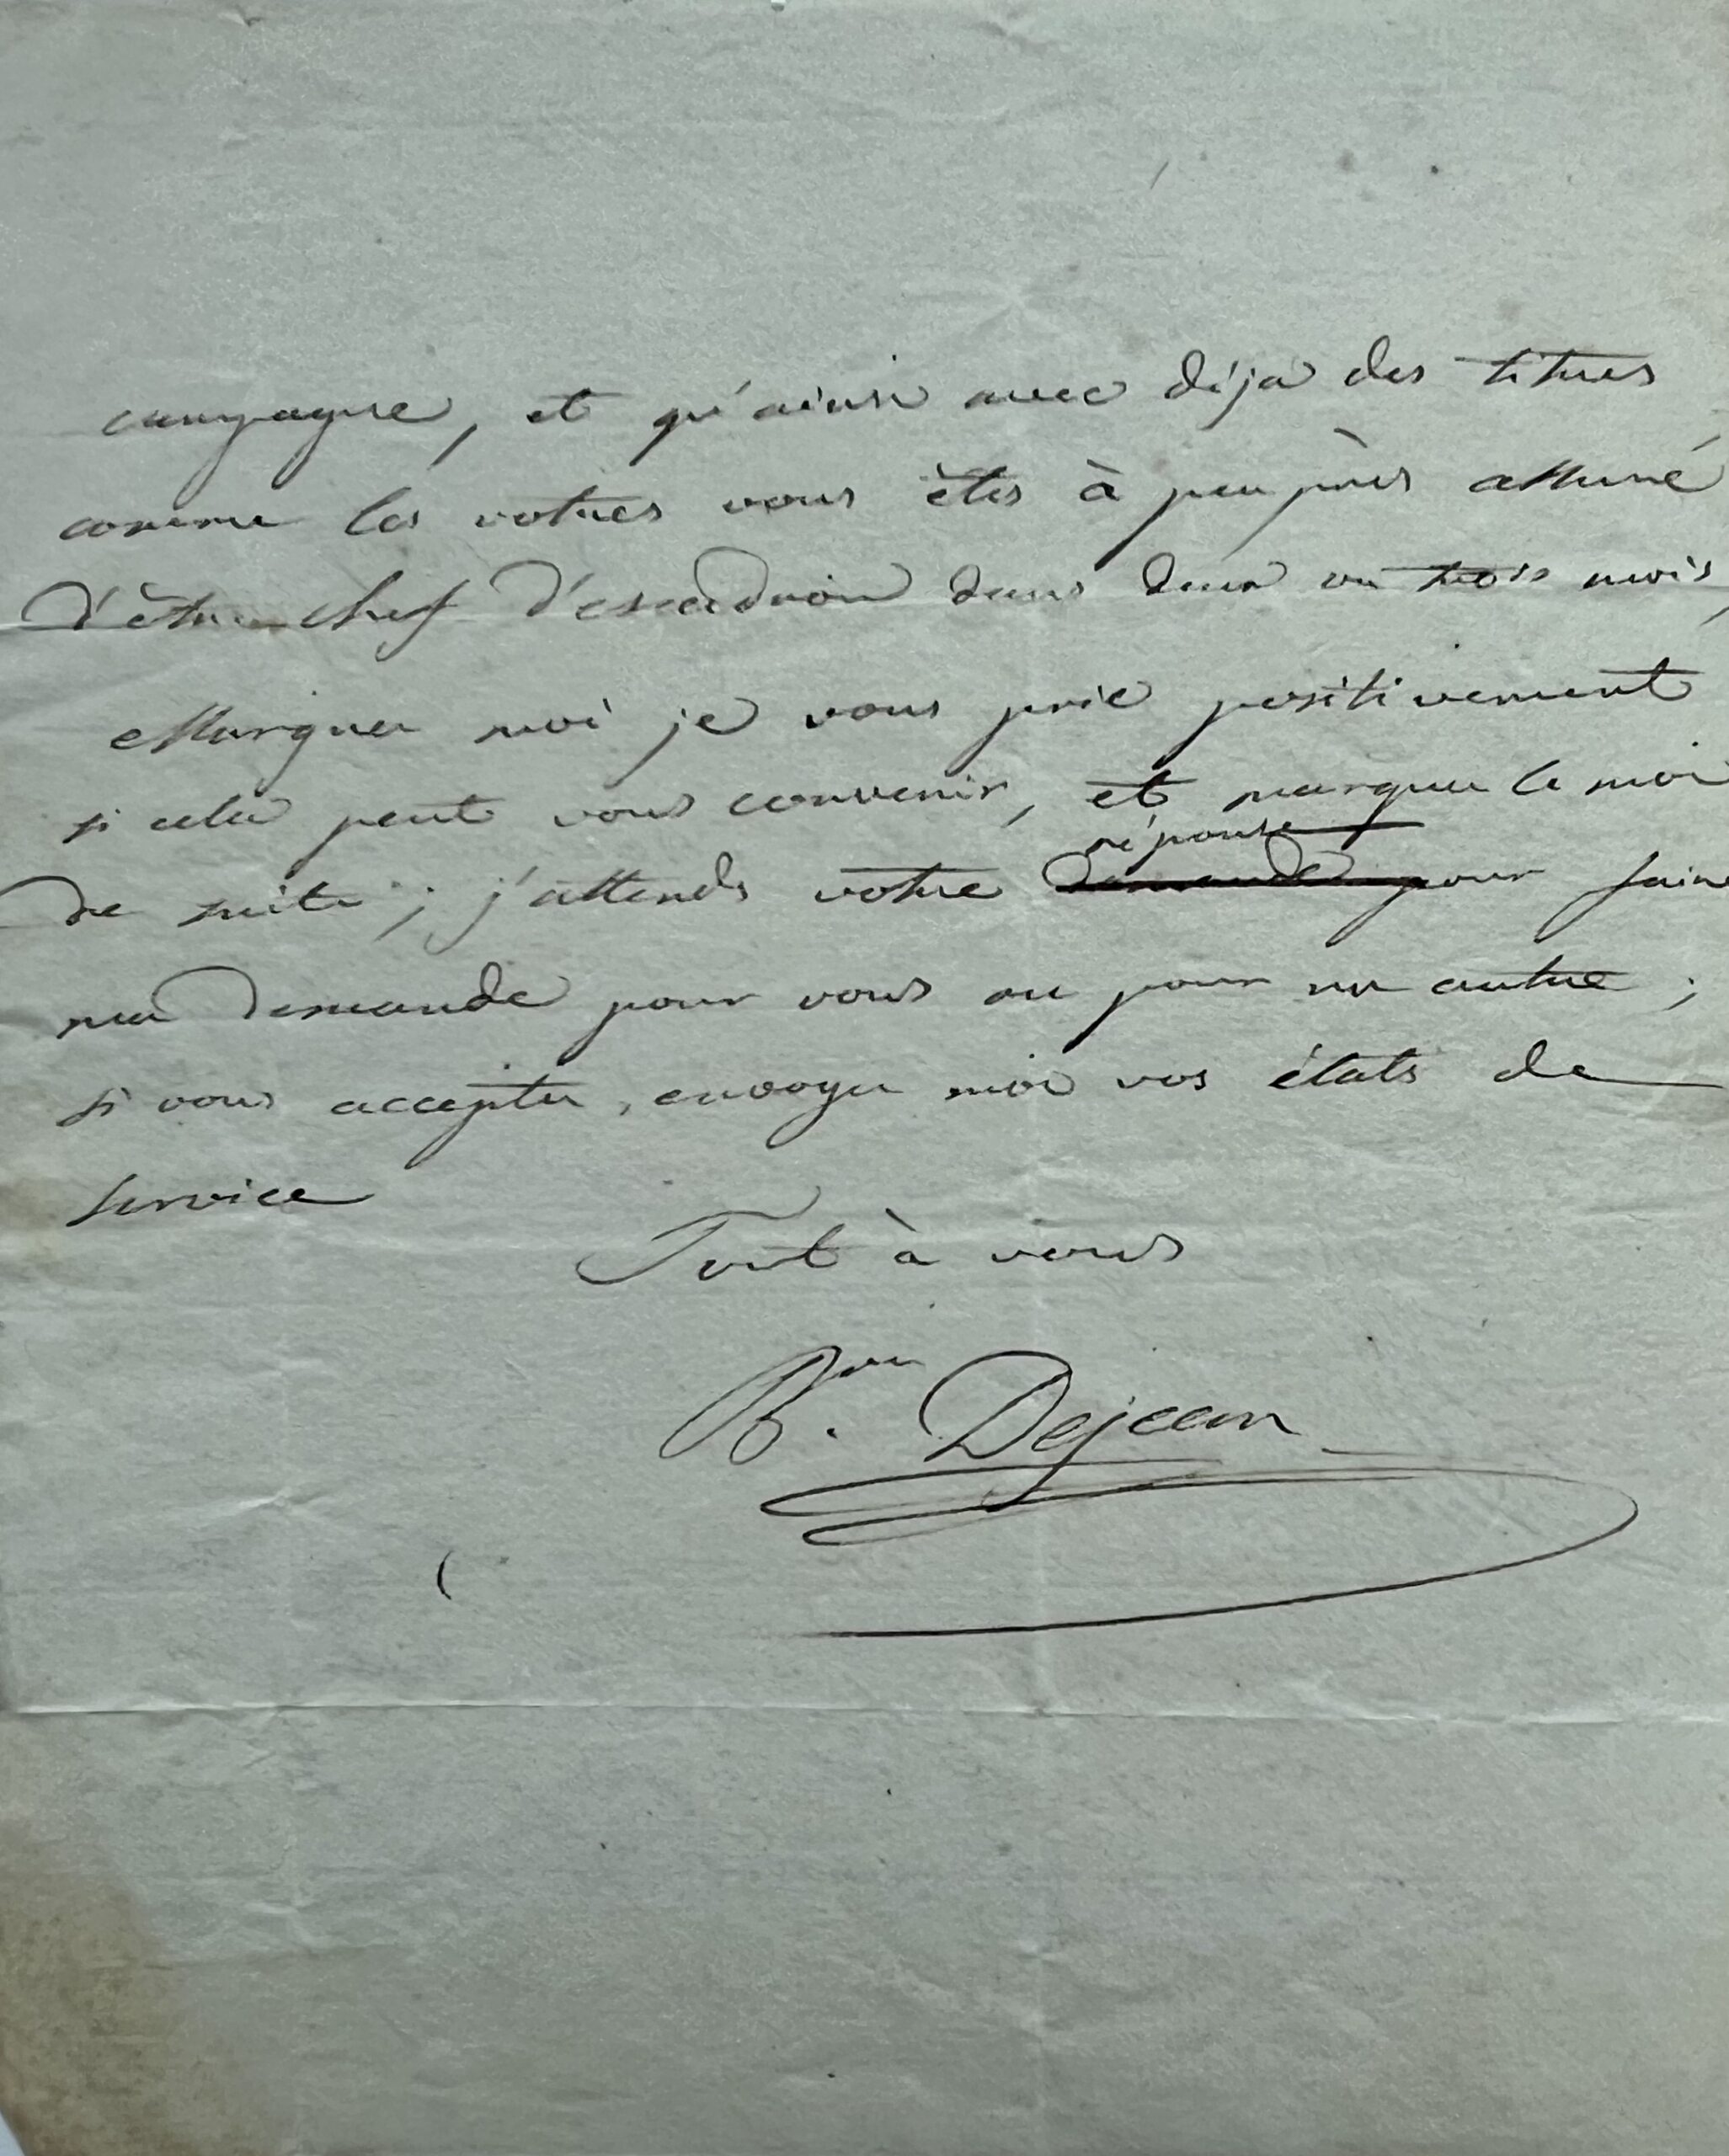 campagne, et qu'ainsi avec déja des titres
comme les votres vous êtes à peu près assuré
d'être chef d'escadron dans deux ou trois mois,
Marquez moi je vous prie positivement
si cela peut vous convenir, et marquez le moi
réponse
de suite ; j'attends votre demande pour faire
ma demande pour vous ou pour un autre ;
si vous acceptez, envoyez moi vos états de
service
Tout à vous
Bon. Dejean